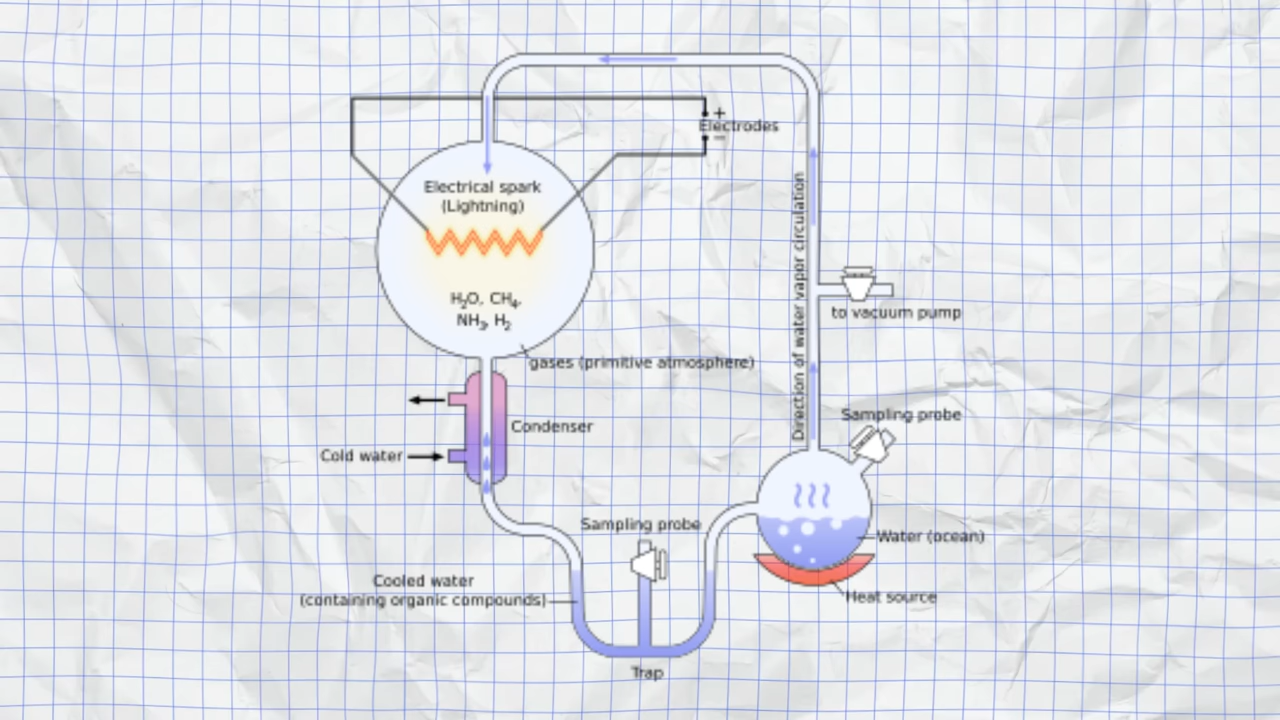 +
Electrodes
−
Electrical spark
(Lightning)
H₂O, CH₄,
NH₃, H₂
gases (primitive atmosphere)
Direction of water vapor circulation
to vacuum pump
Condenser
Cold water
Sampling probe
Sampling probe
Water (ocean)
Heat source
Cooled water
(containing organic compounds)
Trap